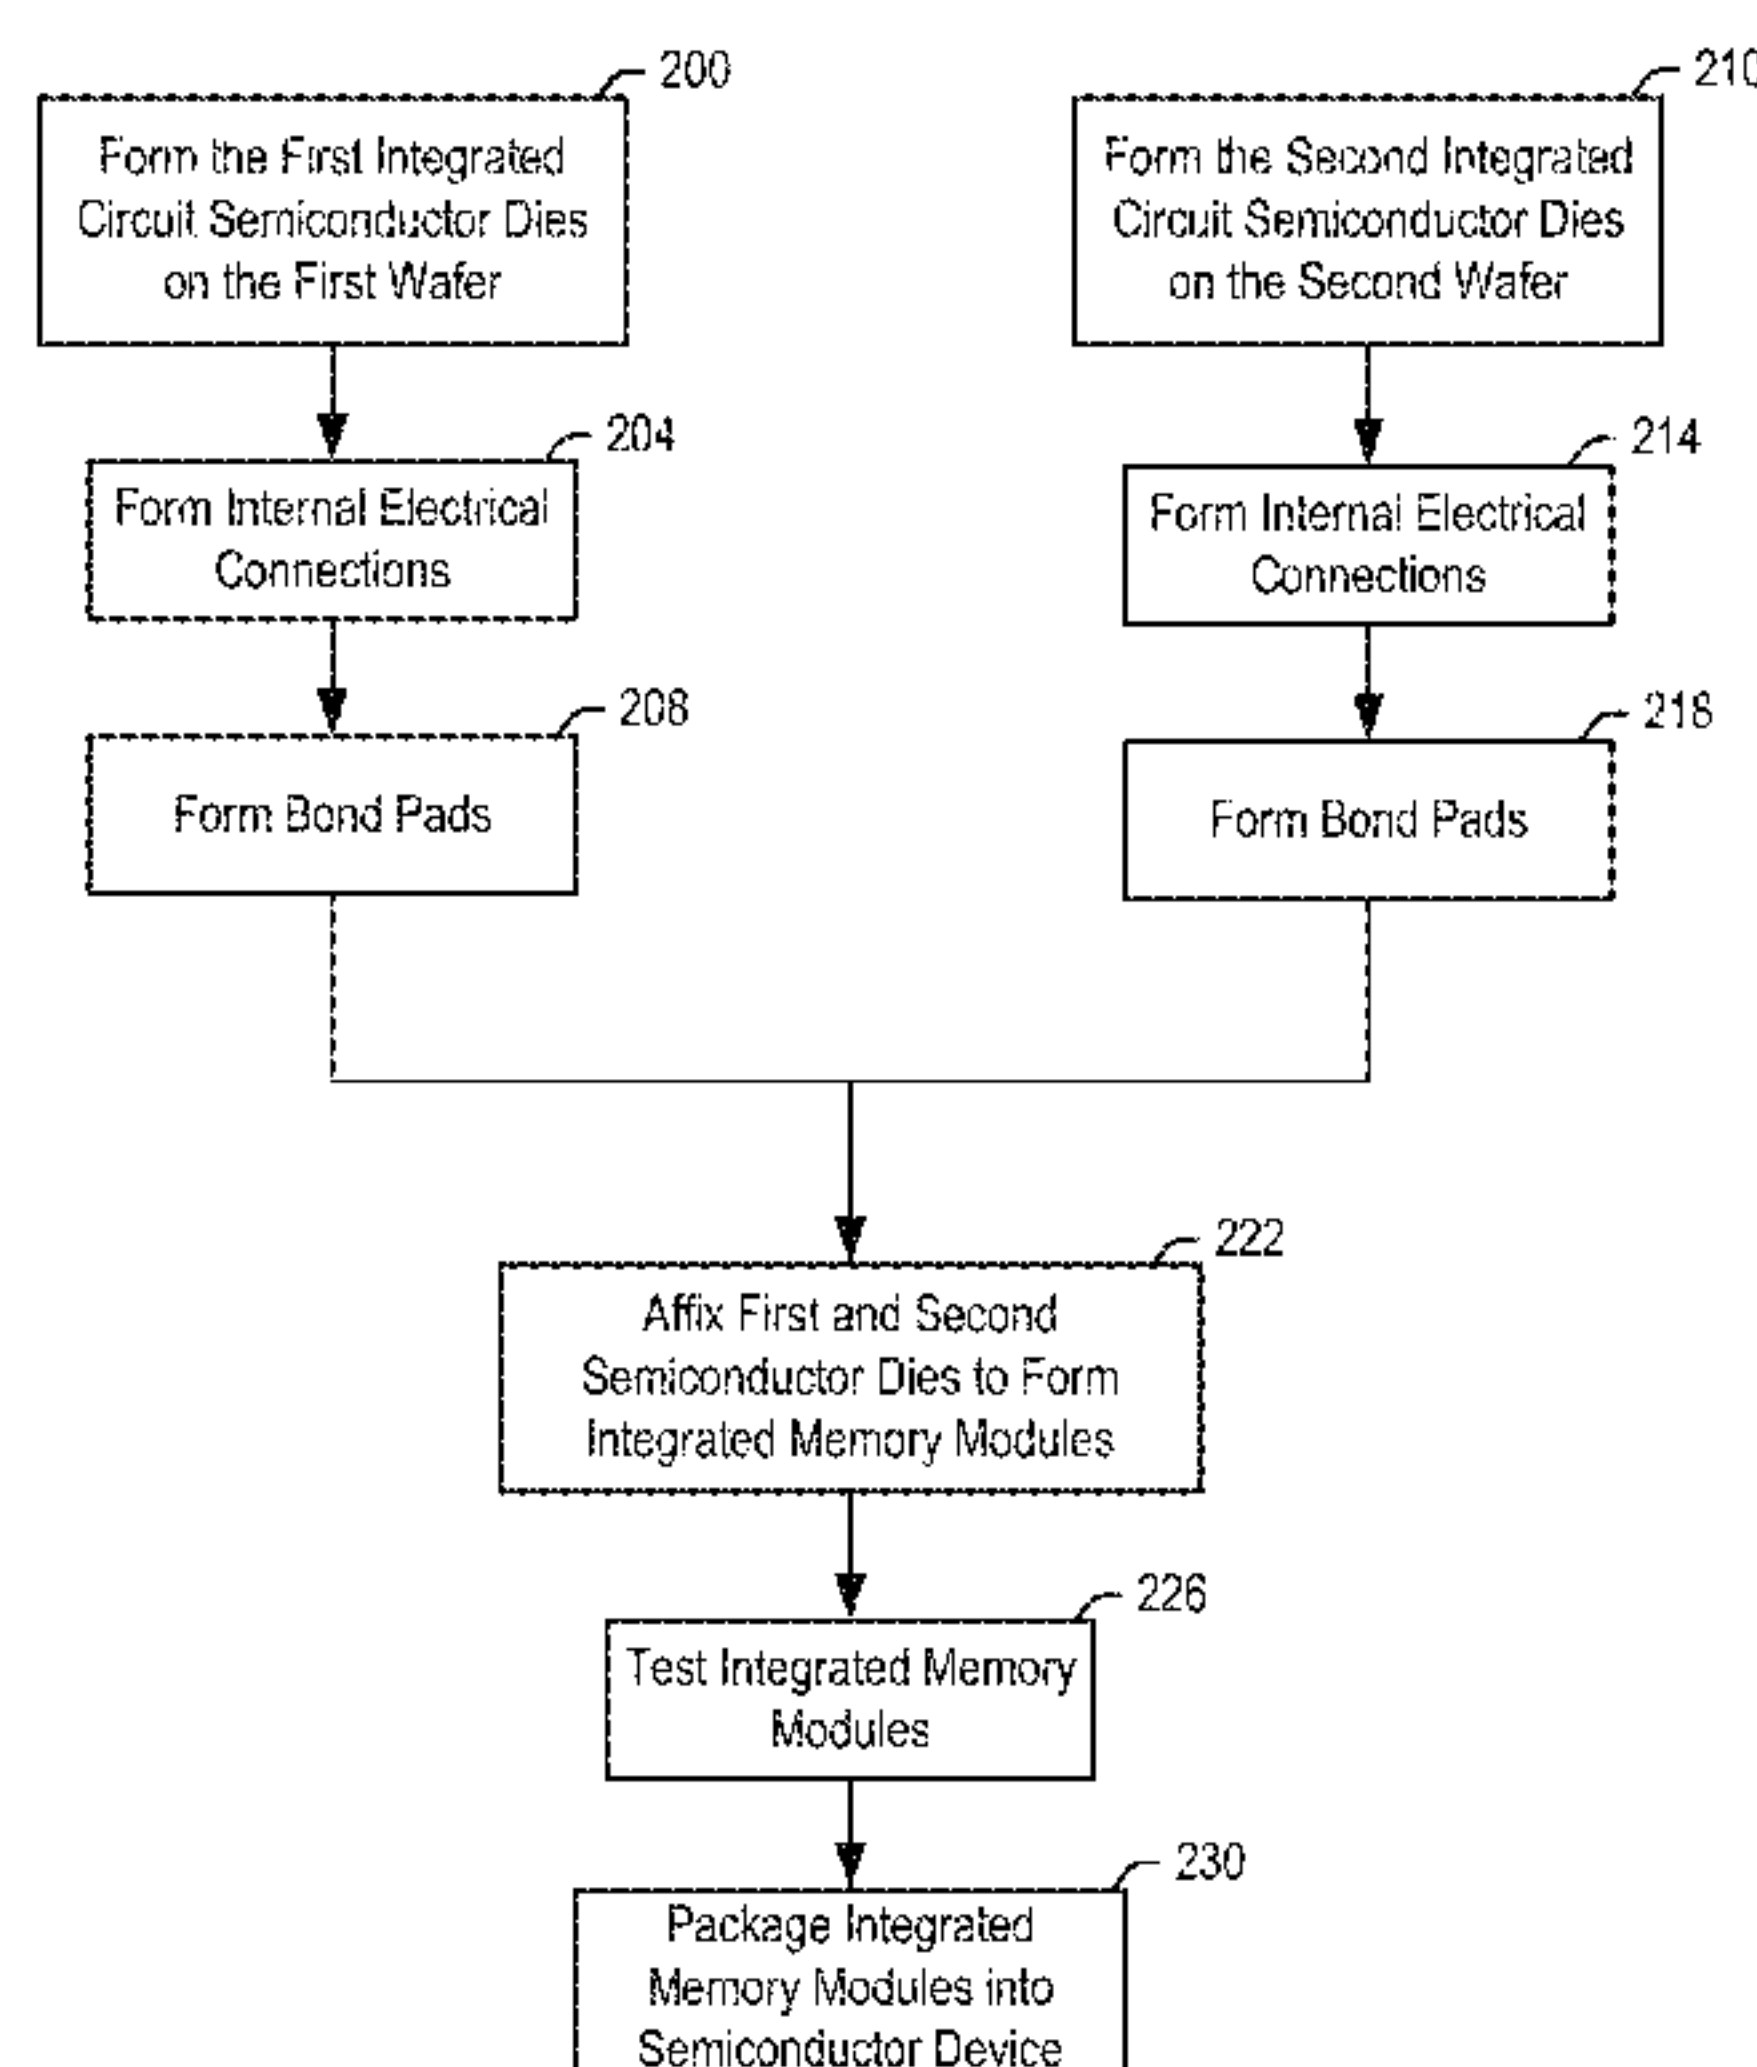 200
Form the First Integrated
Circuit Semiconductor Dies
on the First Wafer
204
Form Internal Electrical
Connections
208
Form Bond Pads
210
Form the Second Integrated
Circuit Semiconductor Dies
on the Second Wafer
214
Form Internal Electrical
Connections
218
Form Bond Pads
222
Affix First and Second
Semiconductor Dies to Form
Integrated Memory Modules
226
Test Integrated Memory
Modules
230
Package Integrated
Memory Modules into
Semiconductor Device